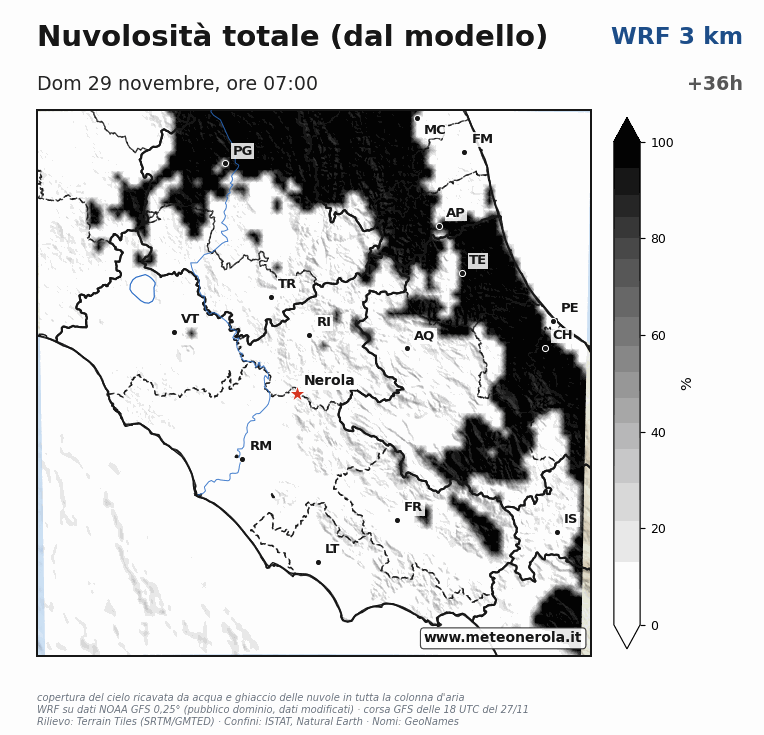 Nuvolosità totale (dal modello)
WRF 3 km
Dom 29 novembre, ore 07:00
+36h
MC
FM
PG
AP
TE
TR
PE
VT
RI
AQ
CH
Nerola
RM
FR
IS
LT
www.meteonerola.it
100
80
60
40
20
0
%
copertura del cielo ricavata da acqua e ghiaccio delle nuvole in tutta la colonna d'aria
WRF su dati NOAA GFS 0,25° (pubblico dominio, dati modificati) · corsa GFS delle 18 UTC del 27/11
Rilievo: Terrain Tiles (SRTM/GMTED) · Confini: ISTAT, Natural Earth · Nomi: GeoNames